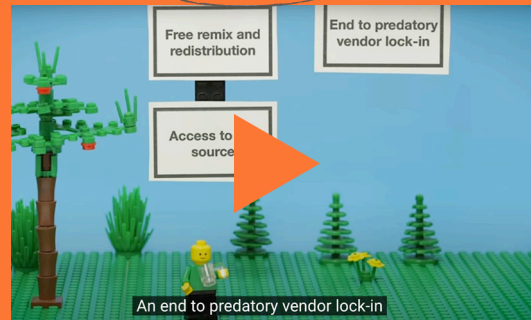 Free remix and
redistribution
End to predatory
vendor lock-in
Access to
source
An end to predatory vendor lock-in